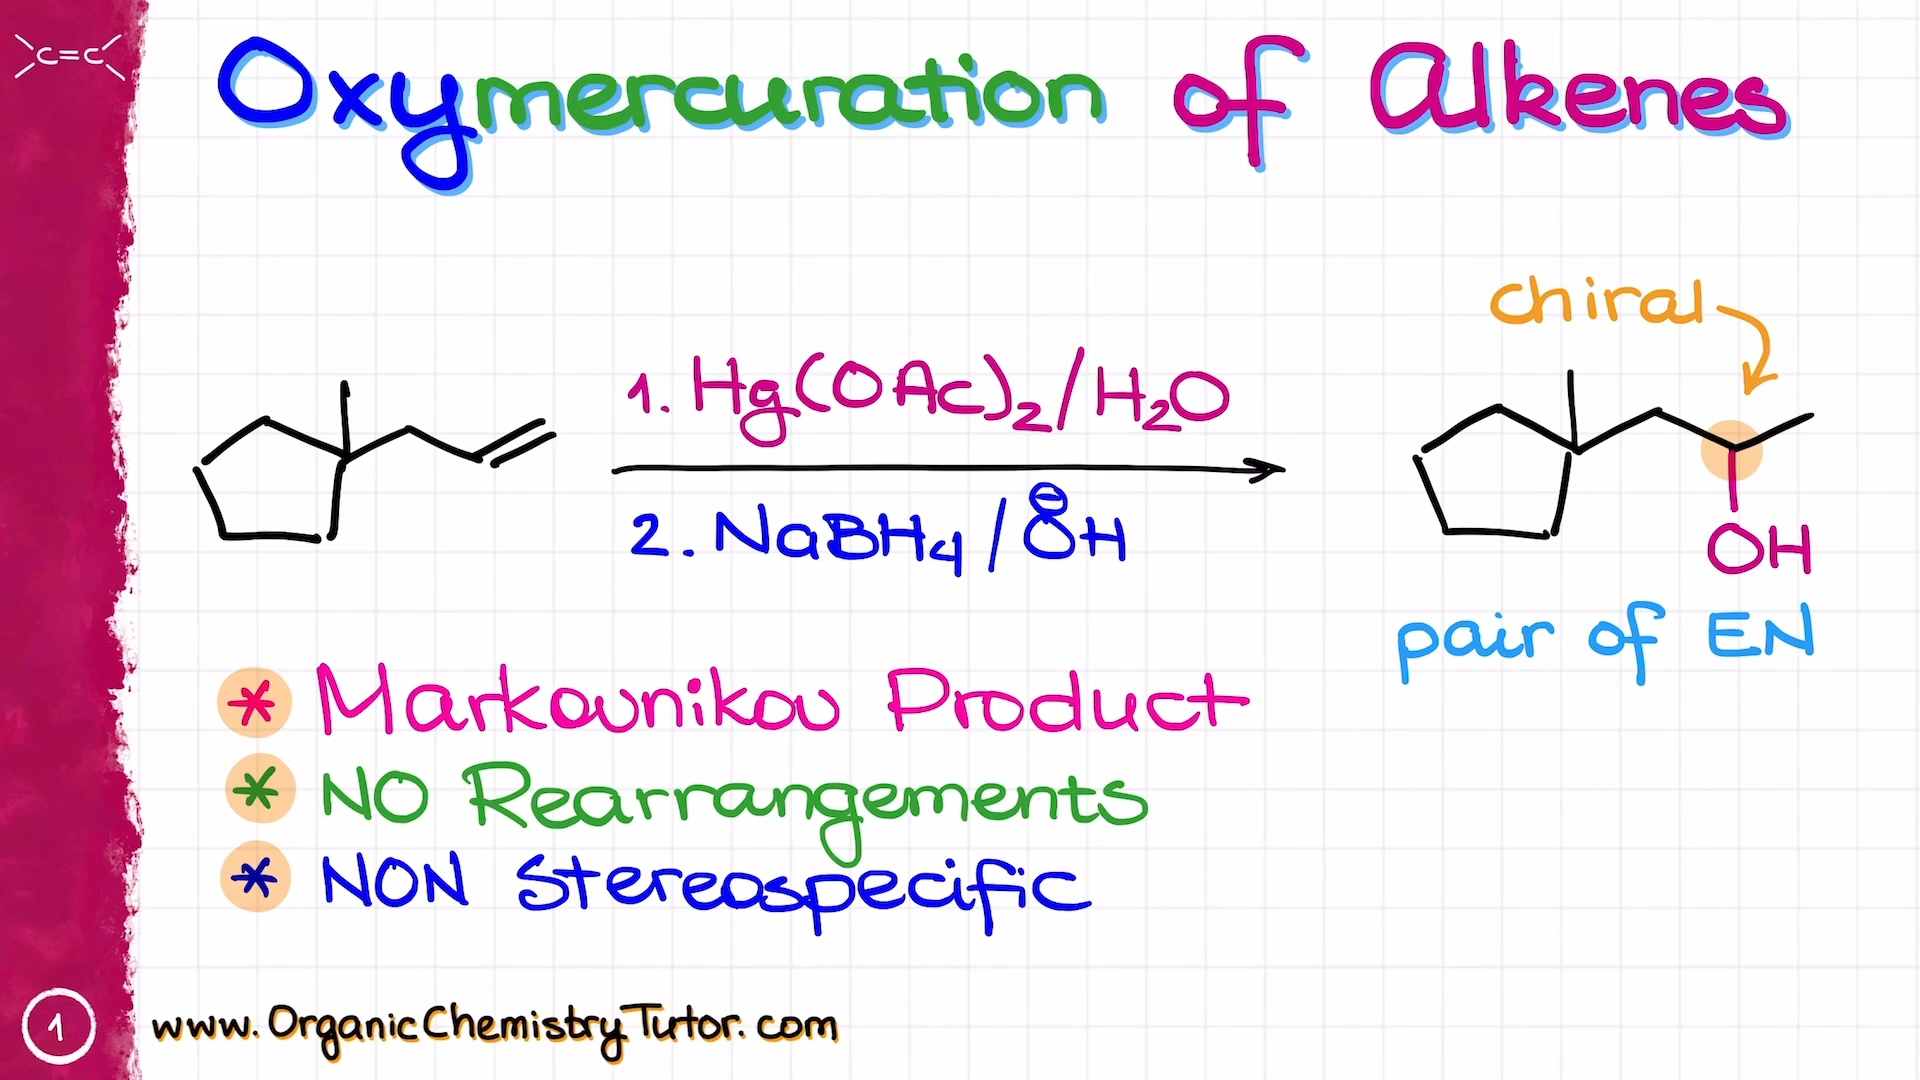 C=C
Oxymercuration of Alkenes
chiral
1. Hg(OAc)₂/H₂O
2. NaBH₄/⊖OH
OH
pair of EN
* Markovnikov Product
* NO Rearrangements
* NON Stereospecific
1
www.OrganicChemistryTutor.com